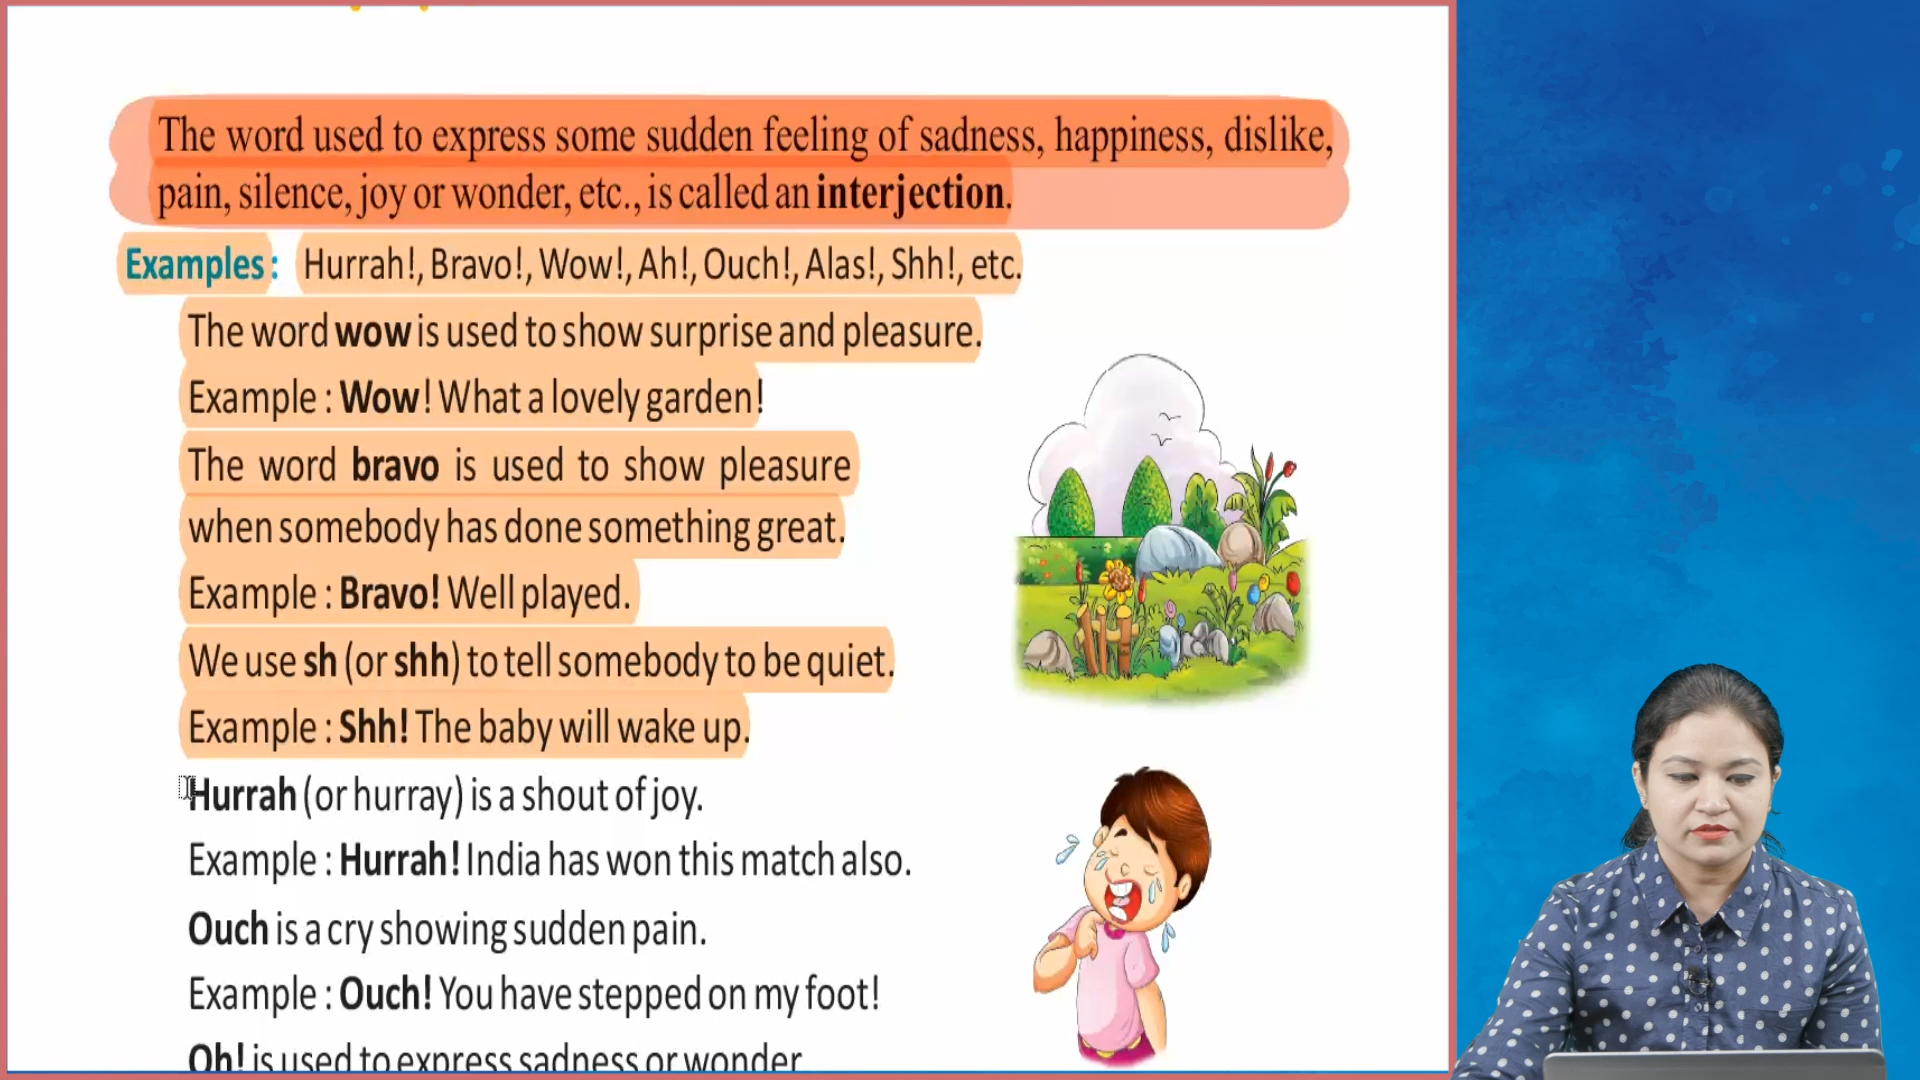 The word used to express some sudden feeling of sadness, happiness, dislike,
pain, silence, joy or wonder, etc., is called an interjection.
Examples : Hurrah!, Bravo!, Wow!, Ah!, Ouch!, Alas!, Shh!, etc.
The word wow is used to show surprise and pleasure.
Example : Wow! What a lovely garden!
The word bravo is used to show pleasure
when somebody has done something great.
Example : Bravo! Well played.
We use sh (or shh) to tell somebody to be quiet.
Example : Shh! The baby will wake up.
Hurrah (or hurray) is a shout of joy.
Example : Hurrah! India has won this match also.
Ouch is a cry showing sudden pain.
Example : Ouch! You have stepped on my foot!
Oh! is used to express sadness or wonder